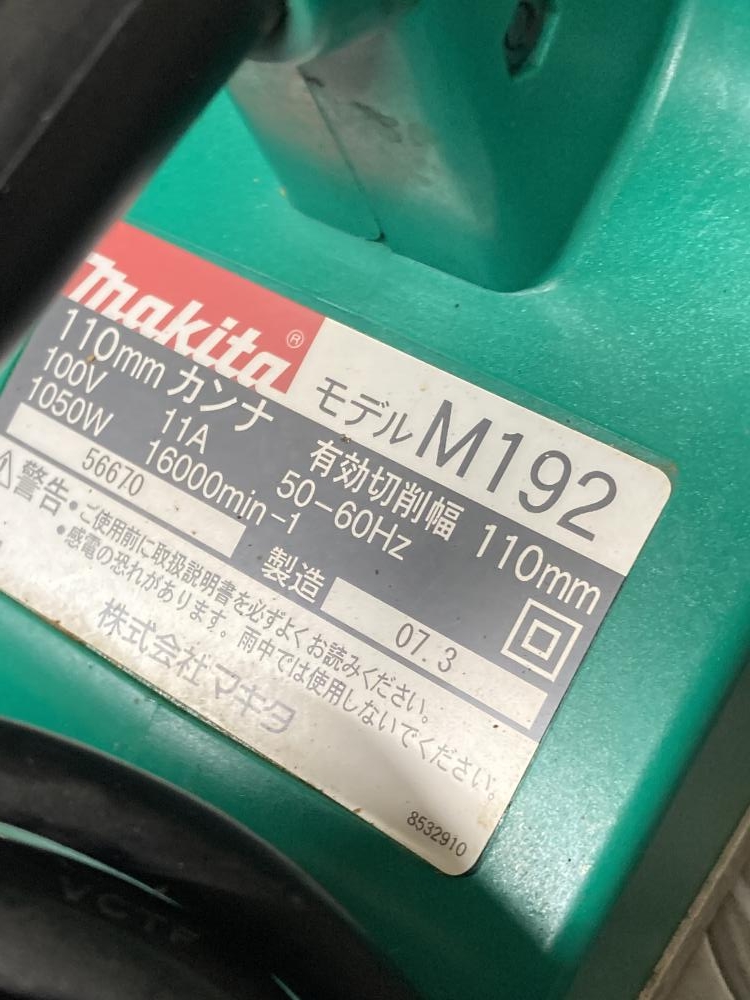 makita®
モデル M192
110mm カンナ 有効切削幅 110mm
100V 11A 50-60Hz
1050W 16000min-1
56670 製造 07.3
⚠警告・ご使用前に取扱説明書を必ずよくお読みください。
・感電の恐れがあります。雨中では使用しないでください。
株式会社マキタ
8532910
VCTF